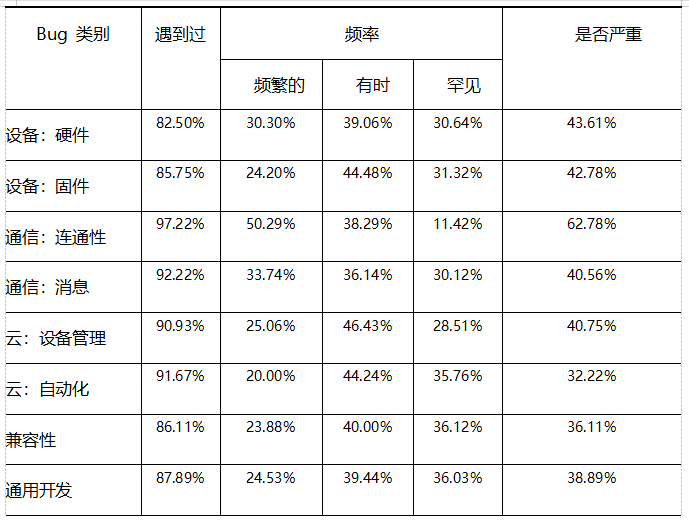 Bug 类别 遇到过 频率 是否严重
频繁的 有时 罕见
设备：硬件 82.50% 30.30% 39.06% 30.64% 43.61%
设备：固件 85.75% 24.20% 44.48% 31.32% 42.78%
通信：连通性 97.22% 50.29% 38.29% 11.42% 62.78%
通信：消息 92.22% 33.74% 36.14% 30.12% 40.56%
云：设备管理 90.93% 25.06% 46.43% 28.51% 40.75%
云：自动化 91.67% 20.00% 44.24% 35.76% 32.22%
兼容性 86.11% 23.88% 40.00% 36.12% 36.11%
通用开发 87.89% 24.53% 39.44% 36.03% 38.89%